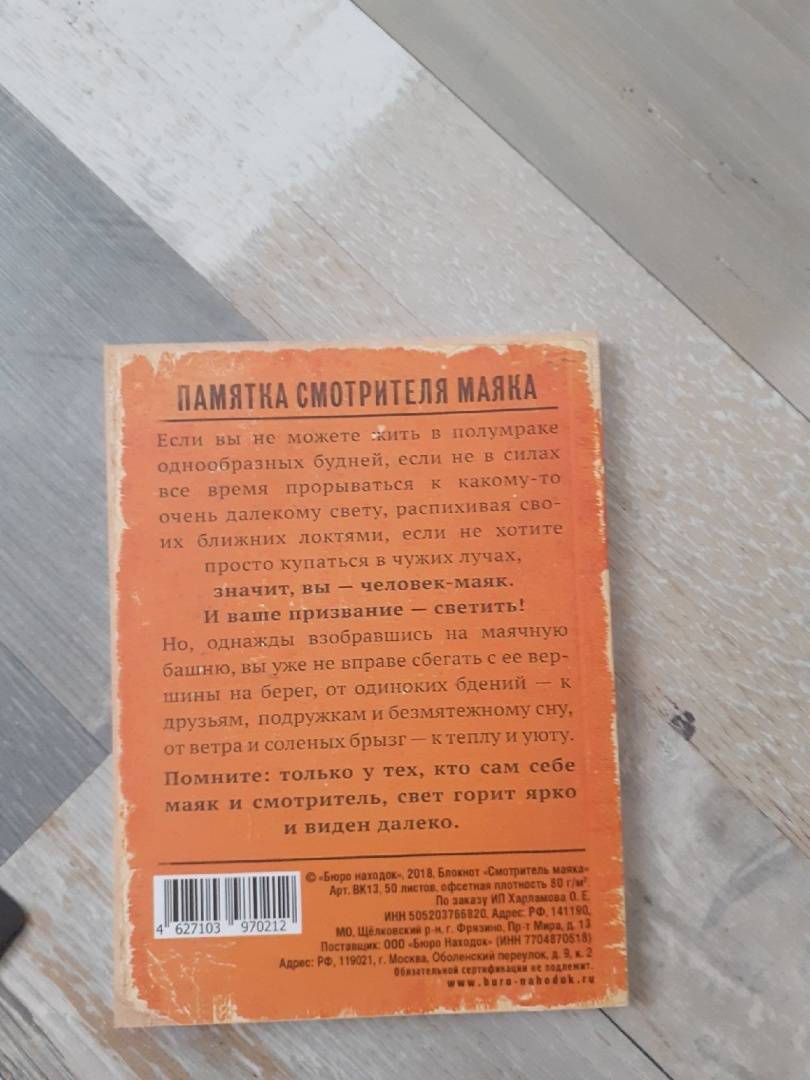 ПАМЯТКА СМОТРИТЕЛЯ МАЯКА
Если вы не можете жить в полумраке
однообразных будней, если не в силах
все время прорываться к какому-то
очень далекому свету, распихивая сво-
их ближних локтями, если не хотите
просто купаться в чужих лучах,
значит, вы — человек-маяк.
И ваше призвание — светить!
Но, однажды взобравшись на маячную
башню, вы уже не вправе сбегать с ее вер-
шины на берег, от одиноких бдений — к
друзьям, подружкам и безмятежному сну,
от ветра и соленых брызг — к теплу и уюту.
Помните: только у тех, кто сам себе
маяк и смотритель, свет горит ярко
и виден далеко.
© «Бюро находок», 2018, Блокнот «Смотритель маяка»
Арт. ВК13, 50 листов, офсетная плотность 80 г/м²
По заказу ИП Харламова О. Е.
ИНН 505203766820, Адрес: РФ, 141190,
МО, Щёлковский р-н, г. Фрязино, Пр-т Мира, д. 13
Поставщик: ООО «Бюро Находок» (ИНН 7704870518)
Адрес: РФ, 119021, г. Москва, Оболенский переулок, д. 9, к. 2
Обязательной сертификации не подлежит.
www.buro-nahodok.ru
4 627103 970212